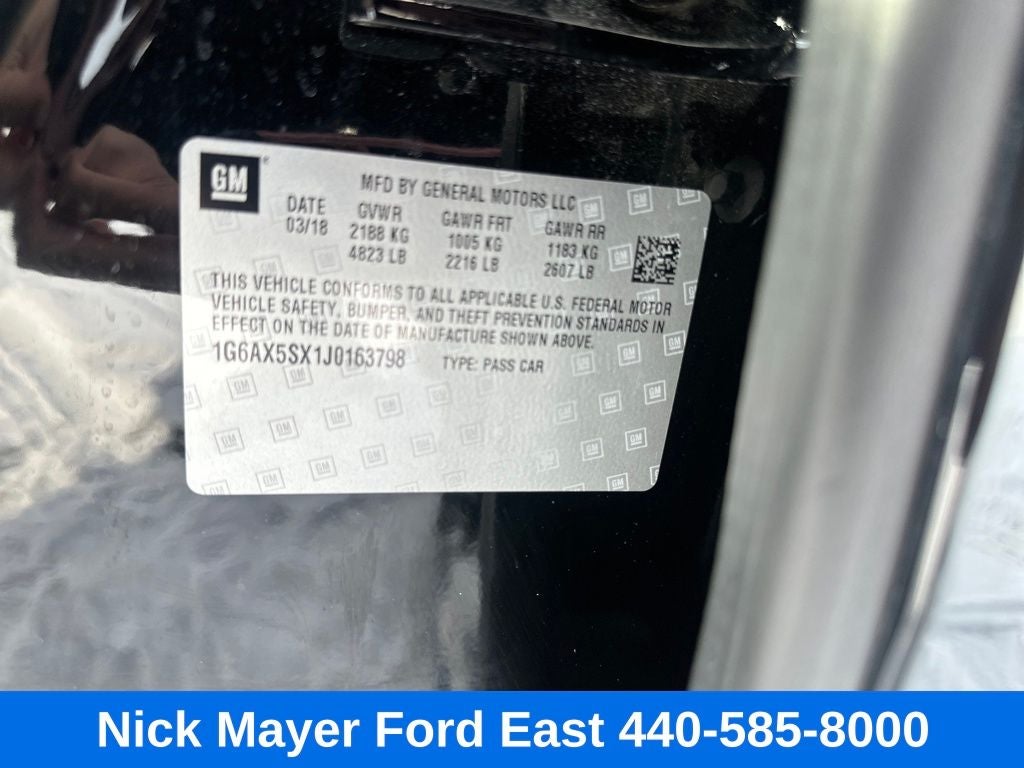 GM
MFD BY GENERAL MOTORS LLC
DATE GVWR GAWR FRT GAWR RR
03/18 2188 KG 1005 KG 1183 KG
4823 LB 2216 LB 2607 LB
THIS VEHICLE CONFORMS TO ALL APPLICABLE U.S. FEDERAL MOTOR
VEHICLE SAFETY, BUMPER, AND THEFT PREVENTION STANDARDS IN
EFFECT ON THE DATE OF MANUFACTURE SHOWN ABOVE.
1G6AX5SX1J0163798 TYPE: PASS CAR
Nick Mayer Ford East 440-585-8000